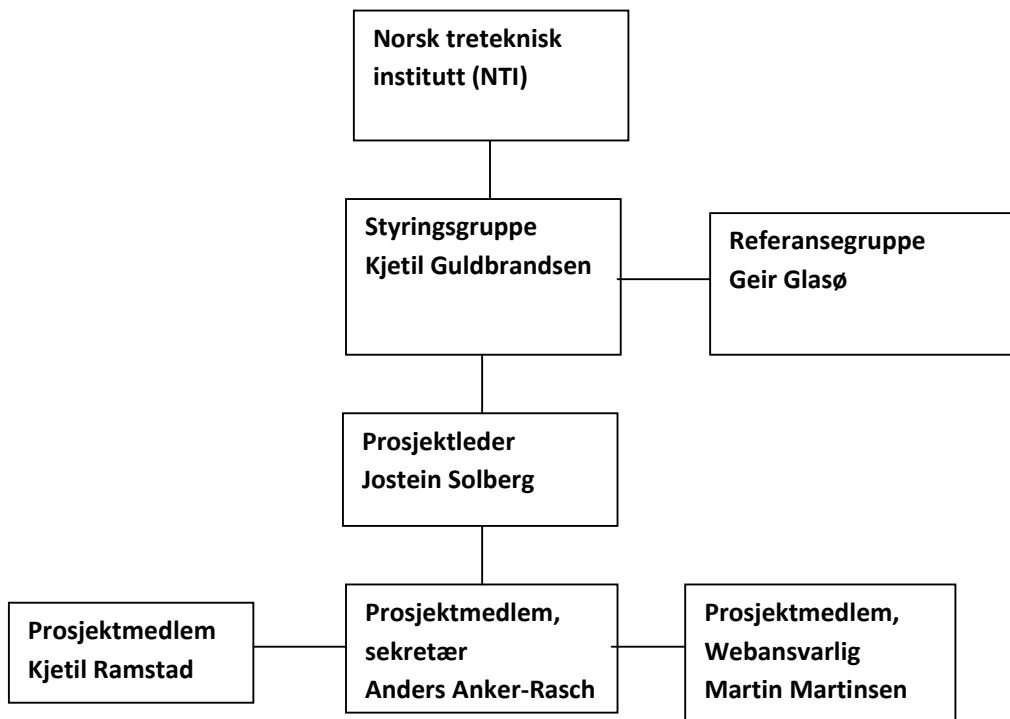 Norsk treteknisk
institutt (NTI)
Styringsgruppe
Kjetil Guldbrandsen
Referansegruppe
Geir Glasø
Prosjektleder
Jostein Solberg
Prosjektmedlem
Kjetil Ramstad
Prosjektmedlem,
sekretær
Anders Anker-Rasch
Prosjektmedlem,
Webansvarlig
Martin Martinsen